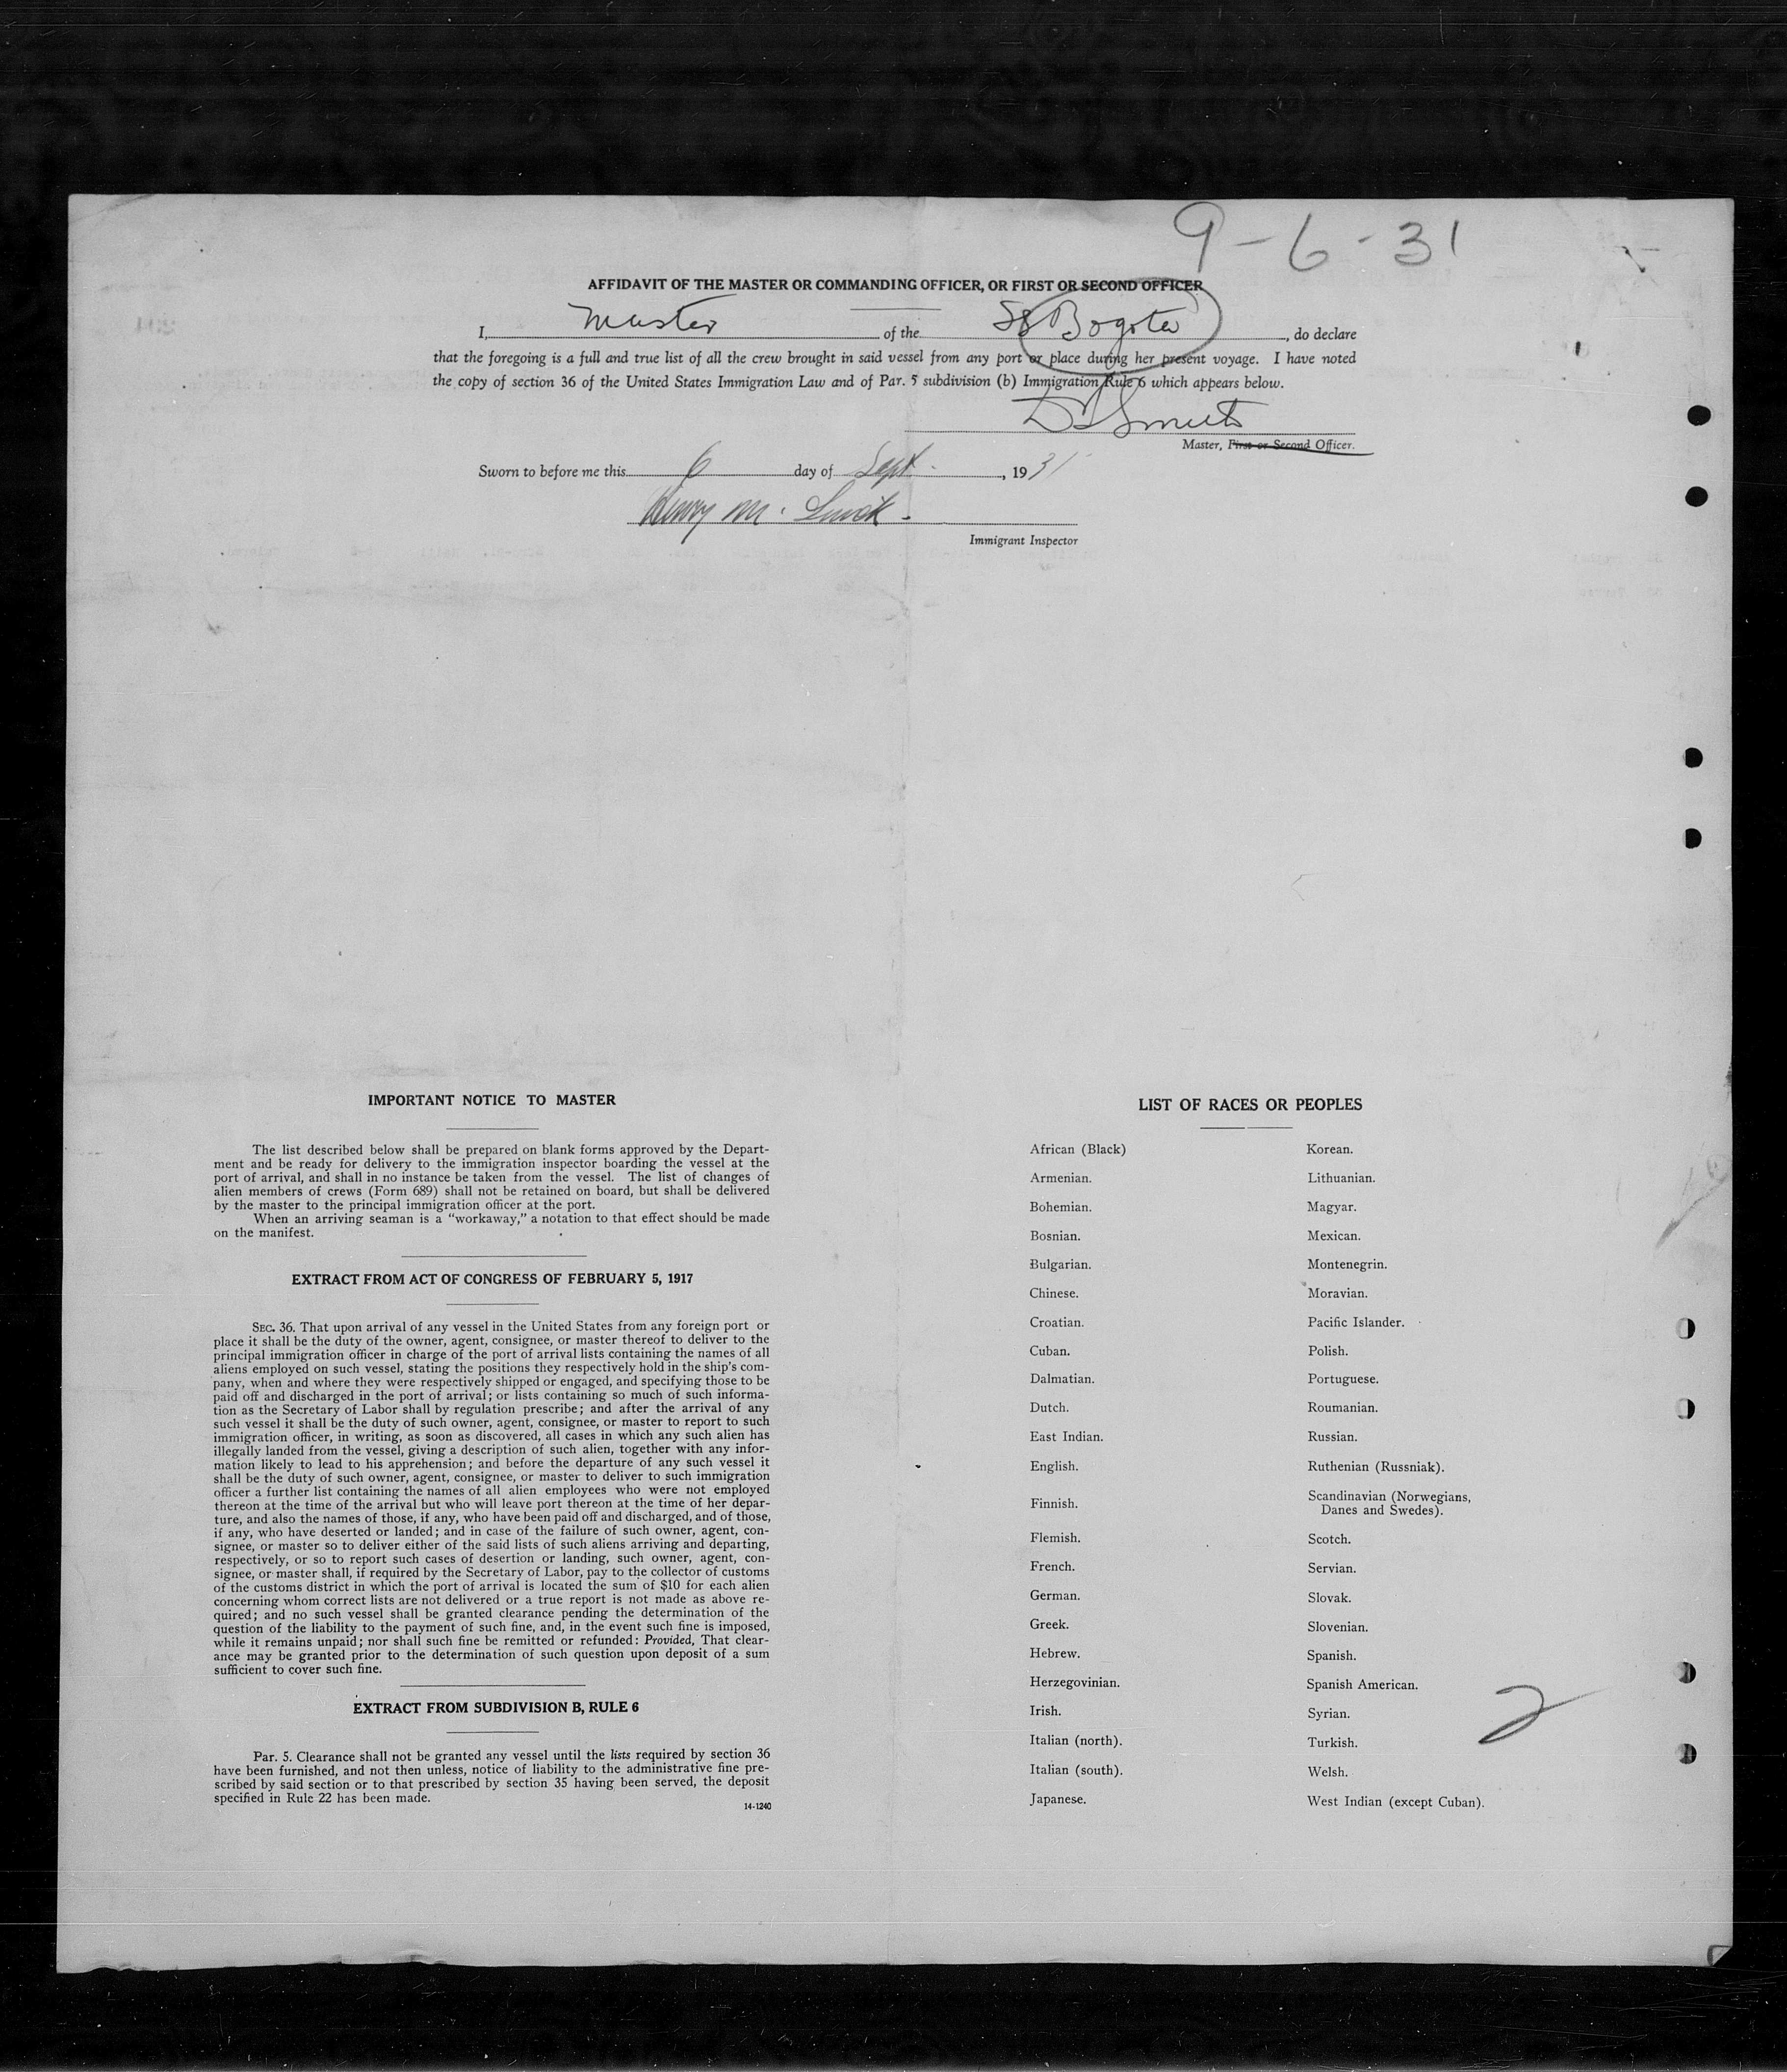 9-6-31
AFFIDAVIT OF THE MASTER OR COMMANDING OFFICER, OR FIRST OR SECOND OFFICER
I, Master of the SS Bogota, do declare
that the foregoing is a full and true list of all the crew brought in said vessel from any port or place during her present voyage. I have noted
the copy of section 36 of the United States Immigration Law and of Par. 5 subdivision (b) Immigration Rule 6 which appears below.
Master, First or Second Officer.
Sworn to before me this 6 day of Sept., 1931
Henry M.
Immigrant Inspector
IMPORTANT NOTICE TO MASTER
The list described below shall be prepared on blank forms approved by the Depart-
ment and be ready for delivery to the immigration inspector boarding the vessel at the
port of arrival, and shall in no instance be taken from the vessel. The list of changes of
alien members of crews (Form 689) shall not be retained on board, but shall be delivered
by the master to the principal immigration officer at the port.
When an arriving seaman is a "workaway," a notation to that effect should be made
on the manifest.
EXTRACT FROM ACT OF CONGRESS OF FEBRUARY 5, 1917
SEC. 36. That upon arrival of any vessel in the United States from any foreign port or
place it shall be the duty of the owner, agent, consignee, or master thereof to deliver to the
principal immigration officer in charge of the port of arrival lists containing the names of all
aliens employed on such vessel, stating the positions they respectively hold in the ship's com-
pany, when and where they were respectively shipped or engaged, and specifying those to be
paid off and discharged in the port of arrival; or lists containing so much of such informa-
tion as the Secretary of Labor shall by regulation prescribe; and after the arrival of any
such vessel it shall be the duty of such owner, agent, consignee, or master to report to such
immigration officer, in writing, as soon as discovered, all cases in which any such alien has
illegally landed from the vessel, giving a description of such alien, together with any infor-
mation likely to lead to his apprehension; and before the departure of any such vessel it
shall be the duty of such owner, agent, consignee, or master to deliver to such immigration
officer a further list containing the names of all alien employees who were not employed
thereon at the time of the arrival but who will leave port thereon at the time of her depar-
ture, and also the names of those, if any, who have been paid off and discharged, and of those,
if any, who have deserted or landed; and in case of the failure of such owner, agent, con-
signee, or master so to deliver either of the said lists of such aliens arriving and departing,
respectively, or so to report such cases of desertion or landing, such owner, agent, con-
signee, or master shall, if required by the Secretary of Labor, pay to the collector of customs
of the customs district in which the port of arrival is located the sum of $10 for each alien
concerning whom correct lists are not delivered or a true report is not made as above re-
quired; and no such vessel shall be granted clearance pending the determination of the
question of the liability to the payment of such fine, and, in the event such fine is imposed,
while it remains unpaid; nor shall such fine be remitted or refunded: Provided, That clear-
ance may be granted prior to the determination of such question upon deposit of a sum
sufficient to cover such fine.
EXTRACT FROM SUBDIVISION B, RULE 6
Par. 5. Clearance shall not be granted any vessel until the lists required by section 36
have been furnished, and not then unless, notice of liability to the administrative fine pre-
scribed by said section or to that prescribed by section 35 having been served, the deposit
specified in Rule 22 has been made.
14-1240
LIST OF RACES OR PEOPLES
African (Black)
Armenian.
Bohemian.
Bosnian.
Bulgarian.
Chinese.
Croatian.
Cuban.
Dalmatian.
Dutch.
East Indian.
English.
Finnish.
Flemish.
French.
German.
Greek.
Hebrew.
Herzegovinian.
Irish.
Italian (north).
Italian (south).
Japanese.
Korean.
Lithuanian.
Magyar.
Mexican.
Montenegrin.
Moravian.
Pacific Islander.
Polish.
Portuguese.
Roumanian.
Russian.
Ruthenian (Russniak).
Scandinavian (Norwegians,
Danes and Swedes).
Scotch.
Servian.
Slovak.
Slovenian.
Spanish.
Spanish American.
Syrian.
Turkish.
Welsh.
West Indian (except Cuban).
2